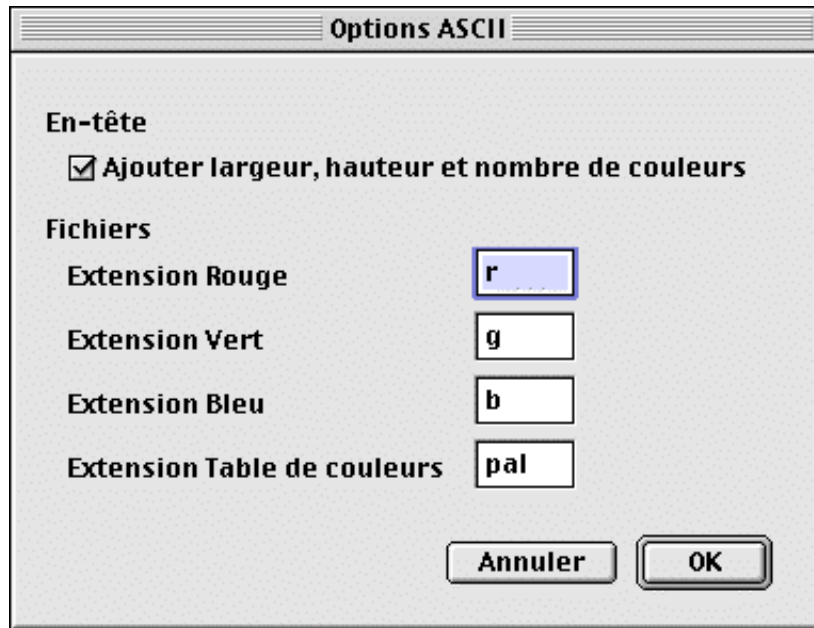 Options ASCII
En-tête
Ajouter largeur, hauteur et nombre de couleurs
Fichiers
Extension Rouge r
Extension Vert g
Extension Bleu b
Extension Table de couleurs pal
Annuler OK